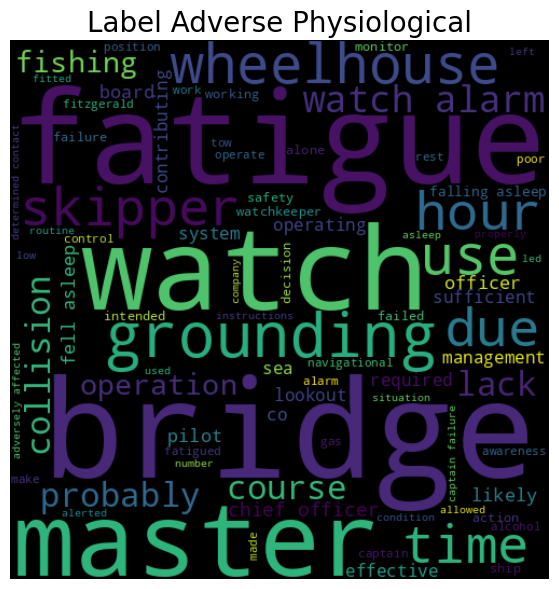 Label Adverse Physiological
fishing
position
wheelhouse
monitor
left
fitted
board
work
working
watch alarm
fitzgerald
contributing
fatigue
failure
tow
operate
alone
rest
poor
determined contact
skipper
safety
watchkeeper
falling asleep
hour
routine
control
system
operating
asleep
properly
low
fell asleep
watch
company
decision
use
led
officer
sufficient
intended
instructions
failed
collision
grounding
due
navigational
management
adversely affected
used
sea
alarm
required
lack
operation
lookout
situation
co
bridge
pilot
fatigued
gas
captain failure
awareness
make
number
probably
course
likely
alerted
chief officer
condition
allowed
action
alcohol
master
made
captain
time
effective
ship